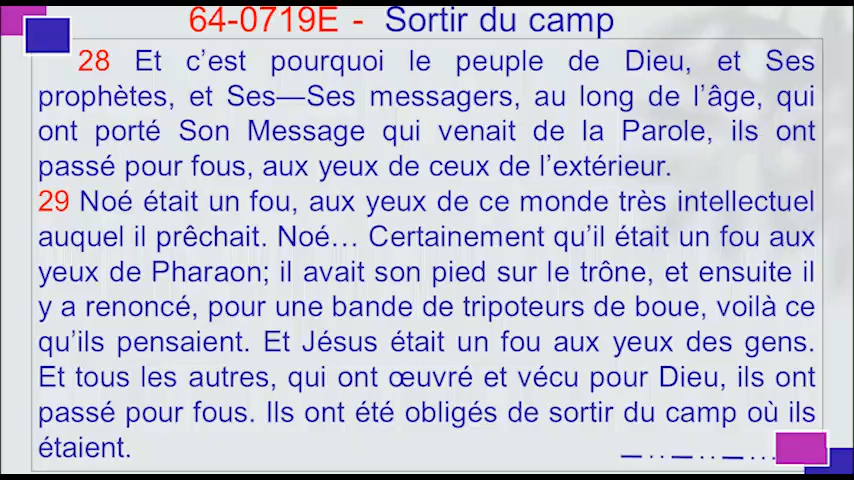 64-0719E - Sortir du camp
28 Et c’est pourquoi le peuple de Dieu, et Ses
prophètes, et Ses—Ses messagers, au long de l’âge, qui
ont porté Son Message qui venait de la Parole, ils ont
passé pour fous, aux yeux de ceux de l’extérieur.
29 Noé était un fou, aux yeux de ce monde très intellectuel
auquel il prêchait. Noé… Certainement qu’il était un fou aux
yeux de Pharaon; il avait son pied sur le trône, et ensuite il
y a renoncé, pour une bande de tripoteurs de boue, voilà ce
qu’ils pensaient. Et Jésus était un fou aux yeux des gens.
Et tous les autres, qui ont œuvré et vécu pour Dieu, ils ont
passé pour fous. Ils ont été obligés de sortir du camp où ils
étaient.